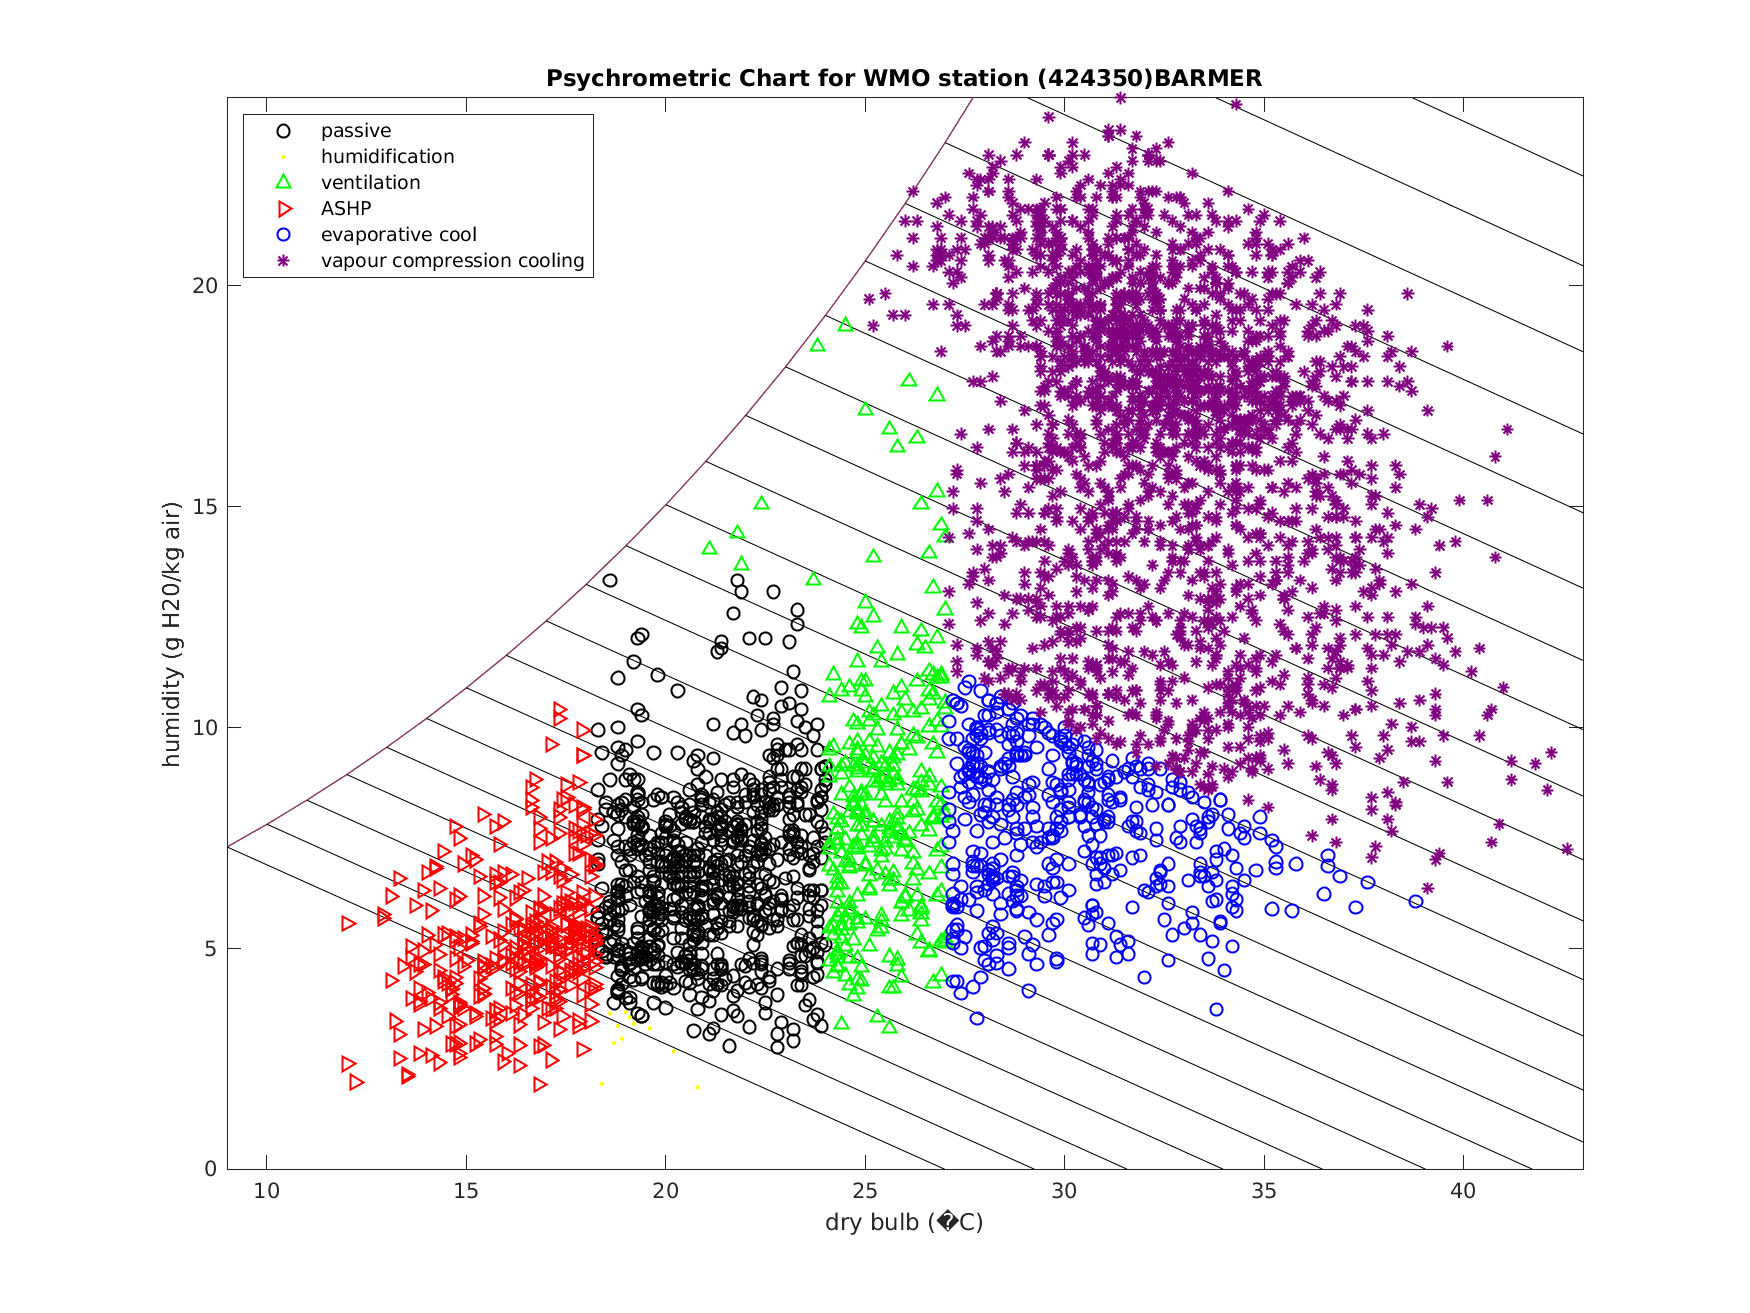 Psychrometric Chart for WMO station (424350)BARMER
passive
humidification
ventilation
ASHP
evaporative cool
vapour compression cooling
humidity (g H20/kg air)
20
15
10
5
0
10 15 20 25 30 35 40
dry bulb (�C)